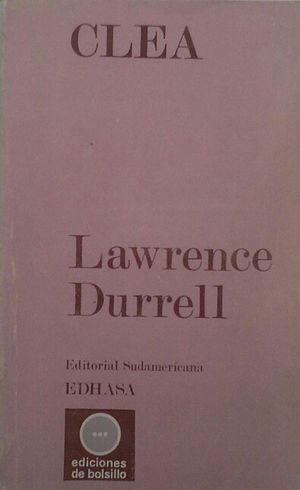 CLEA
Lawrence
Durrell
Editorial Sudamericana
EDHASA
ediciones
de bolsillo